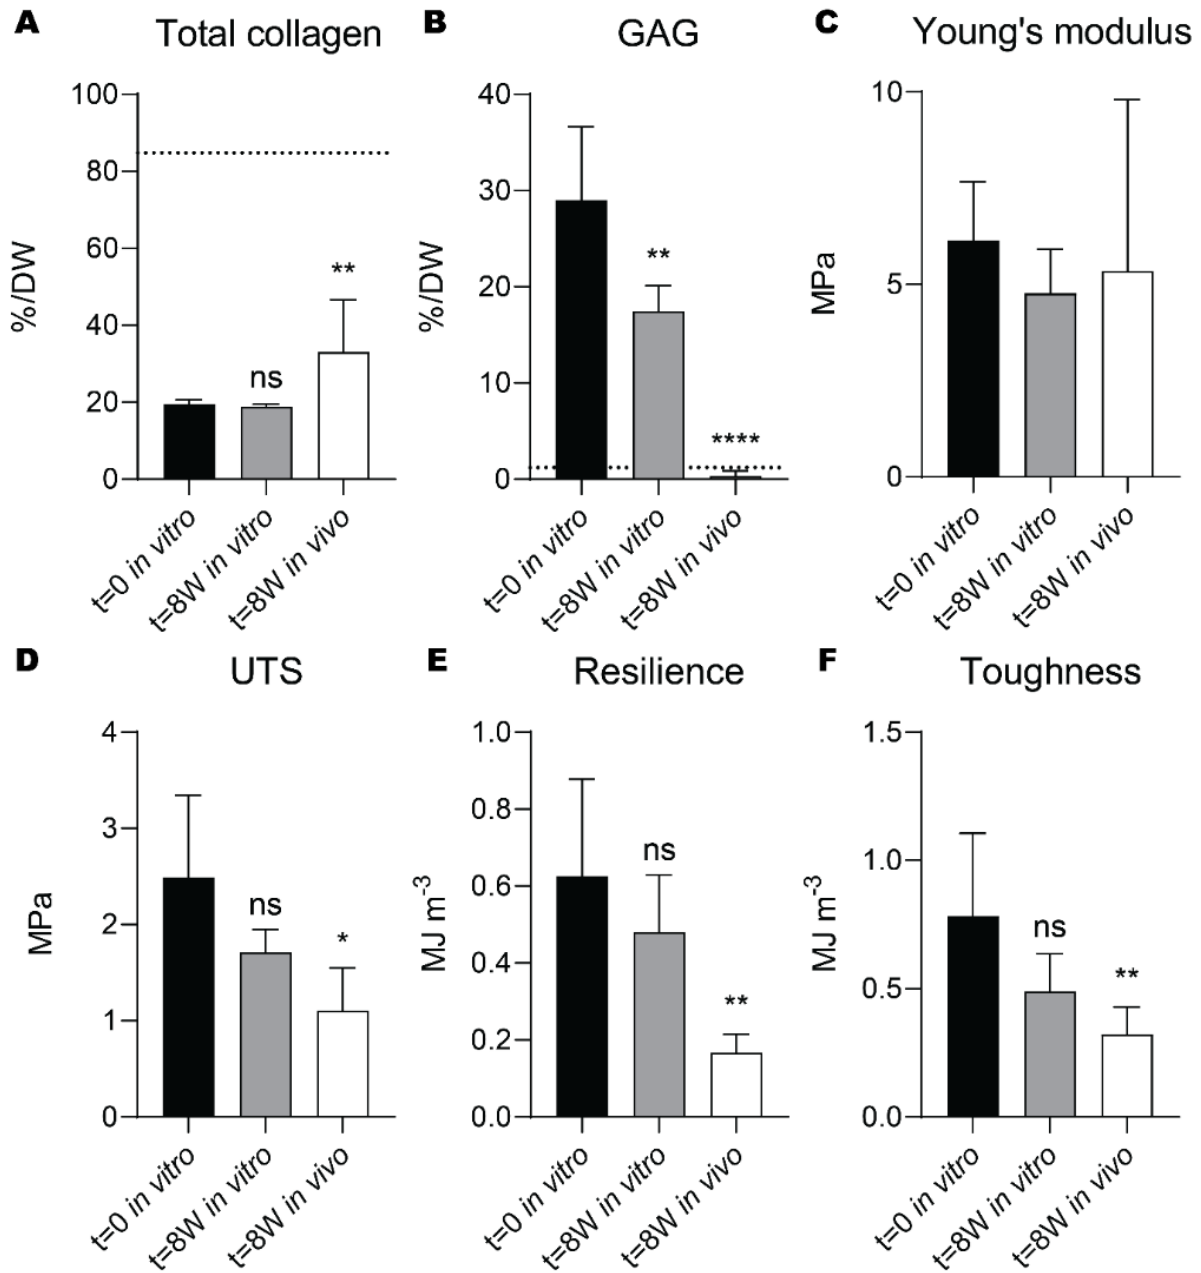 A Total collagen
100
80
60
40
20
0
%/DW
ns
**
t=0 in vitro
t=8W in vitro
t=8W in vivo
B GAG
40
30
20
10
0
%/DW
**
****
t=0 in vitro
t=8W in vitro
t=8W in vivo
C Young's modulus
10
5
0
MPa
t=0 in vitro
t=8W in vitro
t=8W in vivo
D UTS
4
3
2
1
0
MPa
ns
*
t=0 in vitro
t=8W in vitro
t=8W in vivo
E Resilience
1.0
0.8
0.6
0.4
0.2
0.0
MJ m⁻³
ns
**
t=0 in vitro
t=8W in vitro
t=8W in vivo
F Toughness
1.5
1.0
0.5
0.0
MJ m⁻³
ns
**
t=0 in vitro
t=8W in vitro
t=8W in vivo